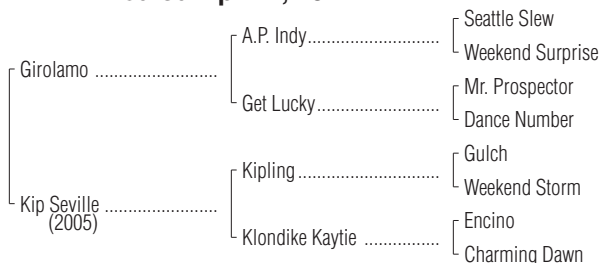 Seattle Slew
A.P. Indy
Weekend Surprise
Girolamo
Mr. Prospector
Get Lucky
Dance Number
Gulch
Kipling
Weekend Storm
Kip Seville
(2005)
Encino
Klondike Kaytie
Charming Dawn